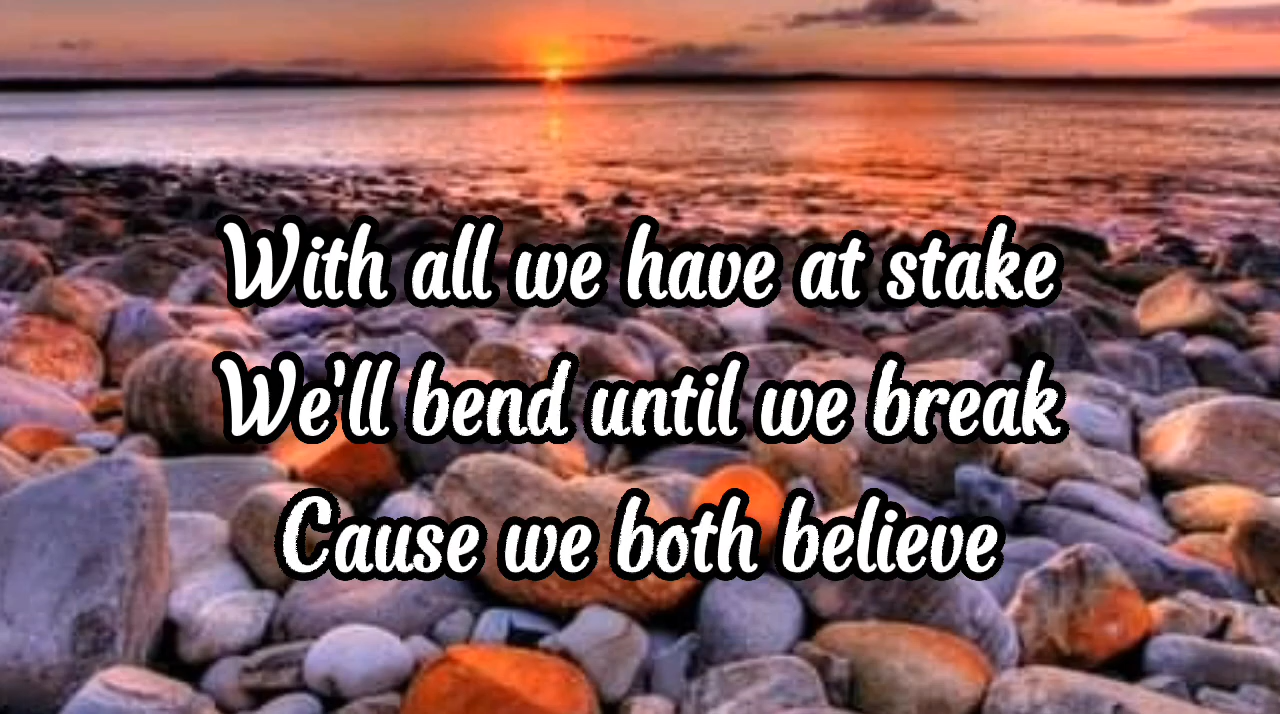 With all we have at stake
We'll bend until we break
Cause we both believe